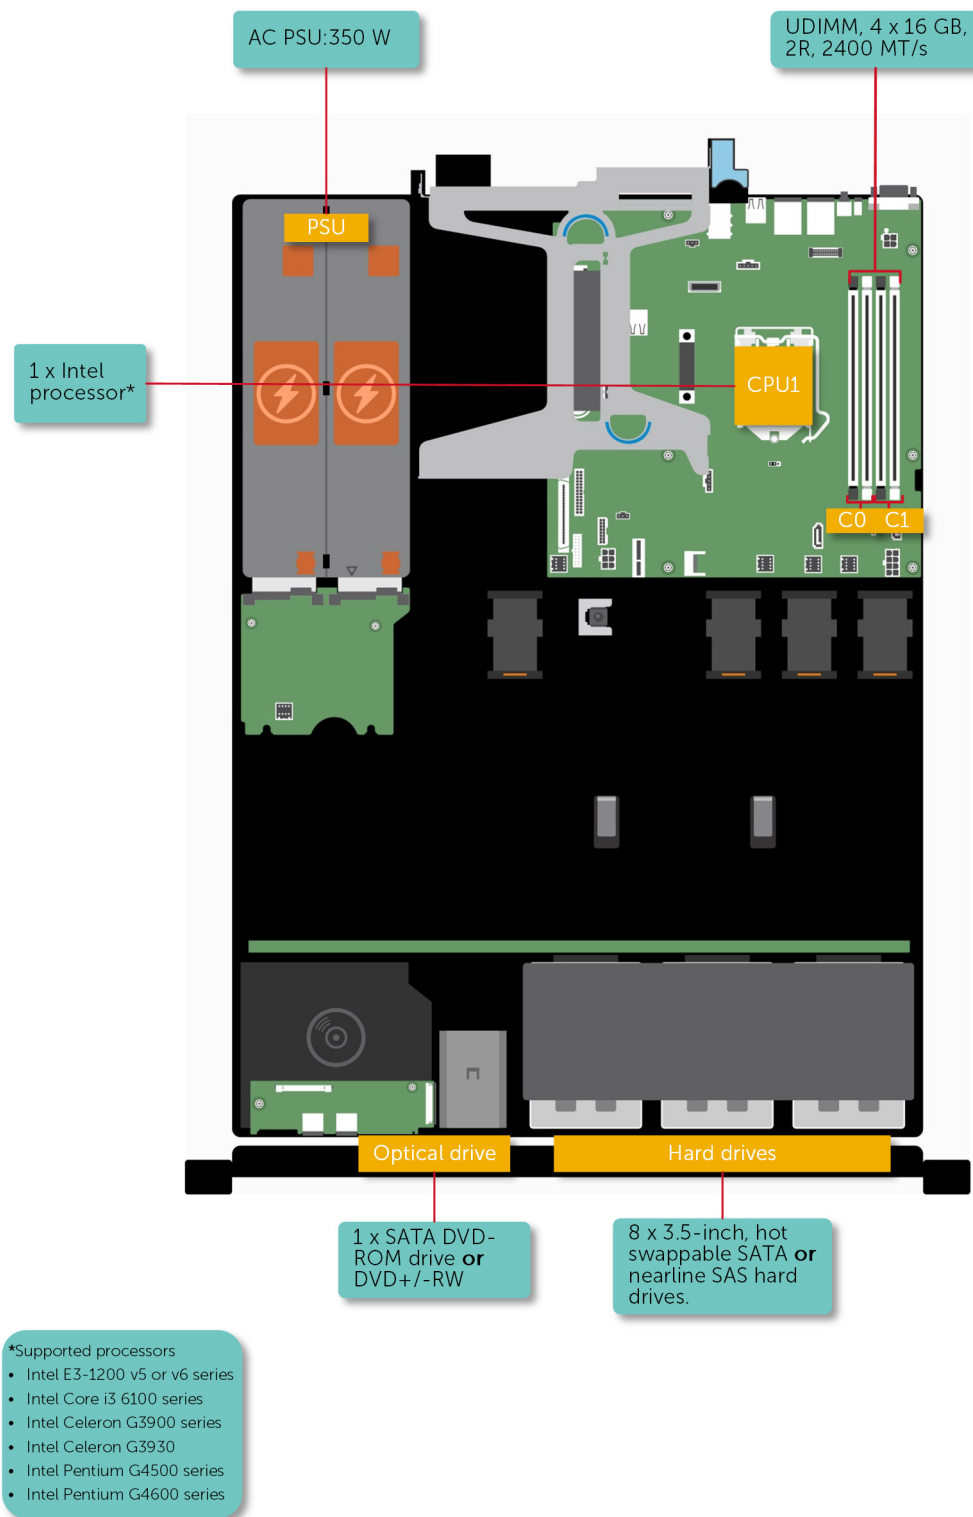 AC PSU:350 W
UDIMM, 4 x 16 GB,
2R, 2400 MT/s
PSU
1 x Intel
processor*
CPU1
C0
C1
Optical drive
Hard drives
1 x SATA DVD-
ROM drive or
DVD+/-RW
8 x 3.5-inch, hot
swappable SATA or
nearline SAS hard
drives.
*Supported processors
• Intel E3-1200 v5 or v6 series
• Intel Core i3 6100 series
• Intel Celeron G3900 series
• Intel Celeron G3930
• Intel Pentium G4500 series
• Intel Pentium G4600 series